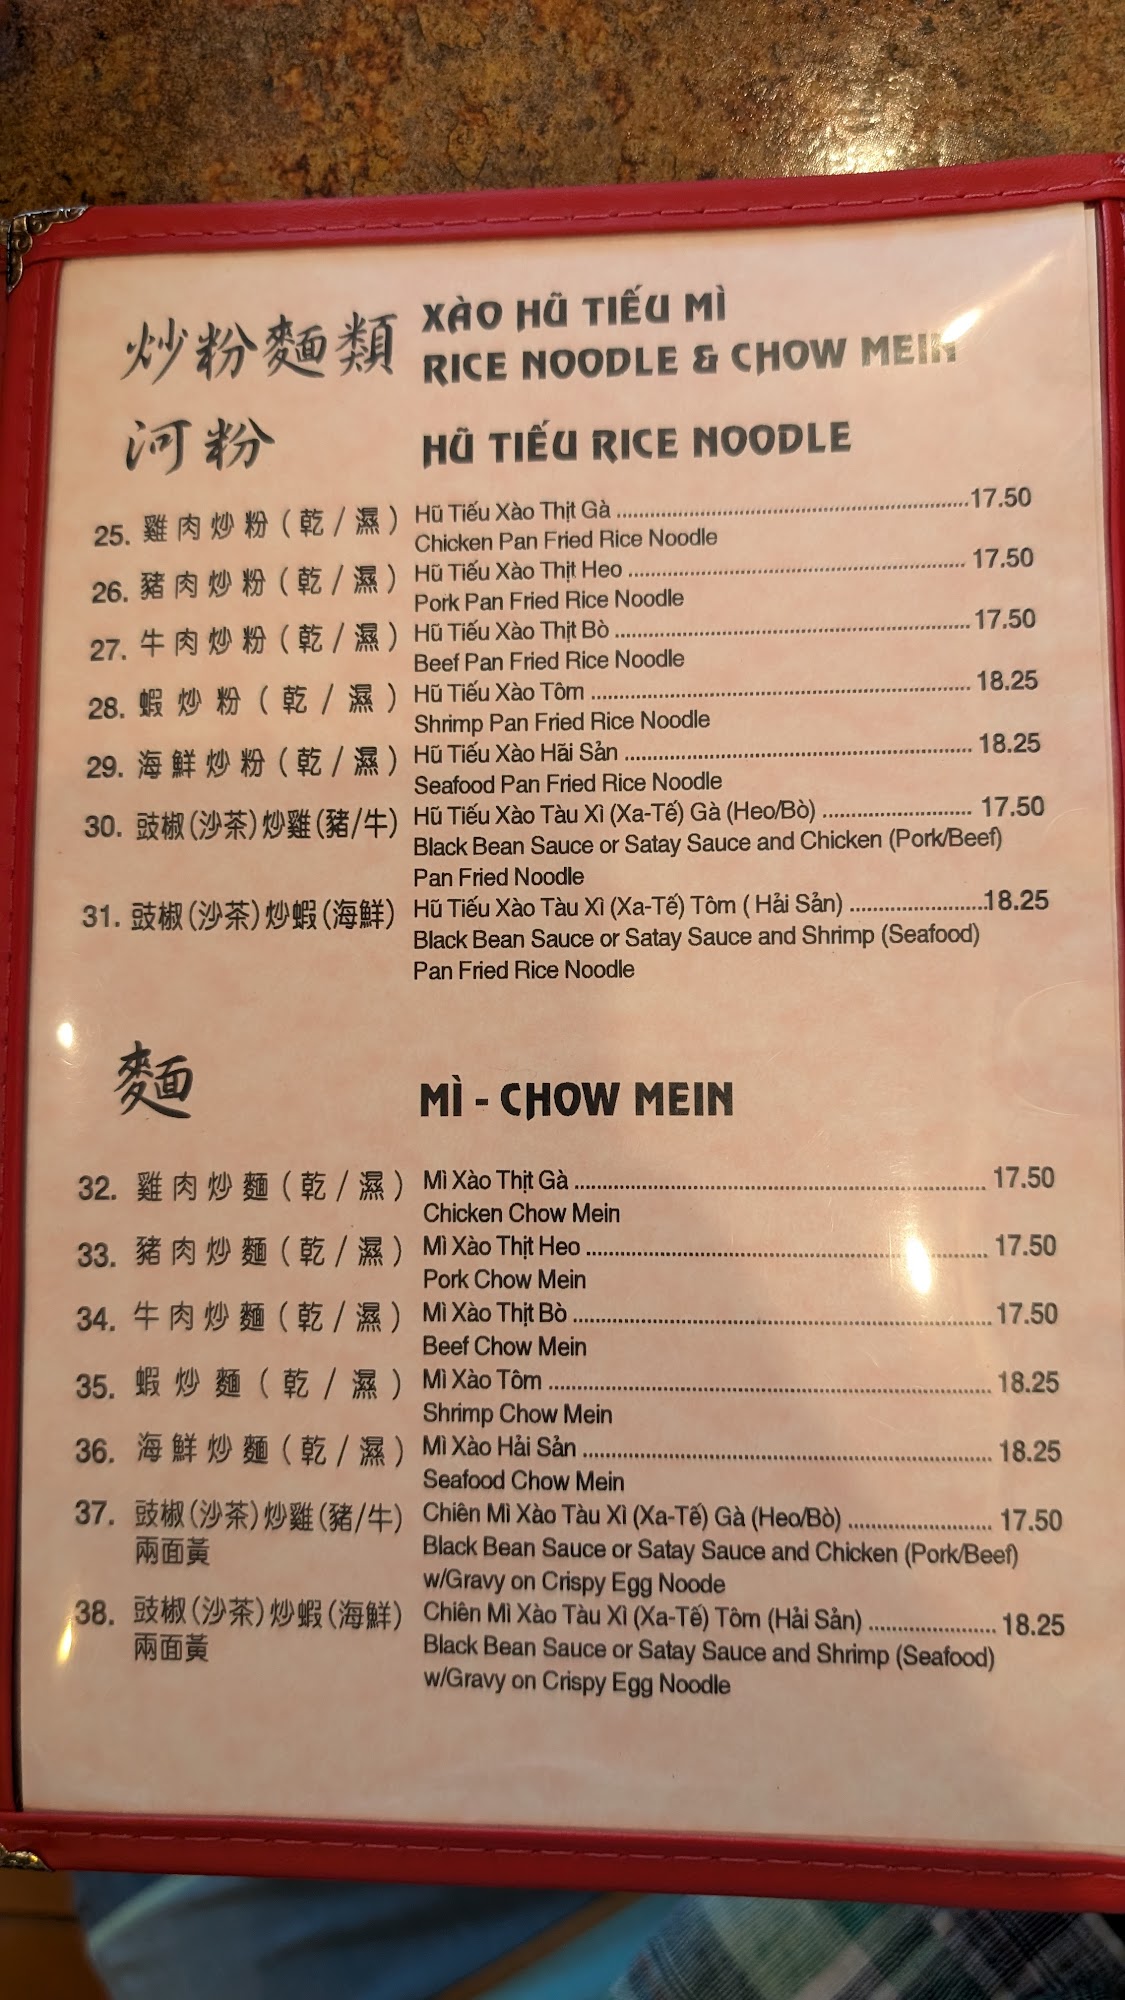 炒粉麵類 XÀO HŨ TIẾU MÌ
RICE NOODLE & CHOW MEIN
河粉 HŨ TIẾU RICE NOODLE
25. 雞肉炒粉(乾/濕) Hũ Tiếu Xào Thịt Gà ........ 17.50
Chicken Pan Fried Rice Noodle
26. 豬肉炒粉(乾/濕) Hũ Tiếu Xào Thịt Heo ........ 17.50
Pork Pan Fried Rice Noodle
27. 牛肉炒粉(乾/濕) Hũ Tiếu Xào Thịt Bò ........ 17.50
Beef Pan Fried Rice Noodle
28. 蝦炒粉(乾/濕) Hũ Tiếu Xào Tôm ........ 18.25
Shrimp Pan Fried Rice Noodle
29. 海鮮炒粉(乾/濕) Hũ Tiếu Xào Hãi Sản ........ 18.25
Seafood Pan Fried Rice Noodle
30. 豉椒(沙茶)炒雞(豬/牛) Hũ Tiếu Xào Tàu Xì (Xa-Tế) Gà (Heo/Bò) ........ 17.50
Black Bean Sauce or Satay Sauce and Chicken (Pork/Beef)
Pan Fried Noodle
31. 豉椒(沙茶)炒蝦(海鮮) Hũ Tiếu Xào Tàu Xì (Xa-Tế) Tôm ( Hải Sản) ........ 18.25
Black Bean Sauce or Satay Sauce and Shrimp (Seafood)
Pan Fried Rice Noodle
麵 MÌ - CHOW MEIN
32. 雞肉炒麵(乾/濕) Mì Xào Thịt Gà ........ 17.50
Chicken Chow Mein
33. 豬肉炒麵(乾/濕) Mì Xào Thịt Heo ........ 17.50
Pork Chow Mein
34. 牛肉炒麵(乾/濕) Mì Xào Thịt Bò ........ 17.50
Beef Chow Mein
35. 蝦炒麵(乾/濕) Mì Xào Tôm ........ 18.25
Shrimp Chow Mein
36. 海鮮炒麵(乾/濕) Mì Xào Hải Sản ........ 18.25
Seafood Chow Mein
37. 豉椒(沙茶)炒雞(豬/牛) Chiên Mì Xào Tàu Xì (Xa-Tế) Gà (Heo/Bò) ........ 17.50
兩面黃 Black Bean Sauce or Satay Sauce and Chicken (Pork/Beef)
w/Gravy on Crispy Egg Noode
38. 豉椒(沙茶)炒蝦(海鮮) Chiên Mì Xào Tàu Xì (Xa-Tế) Tôm (Hải Sản) ........ 18.25
兩面黃 Black Bean Sauce or Satay Sauce and Shrimp (Seafood)
w/Gravy on Crispy Egg Noodle